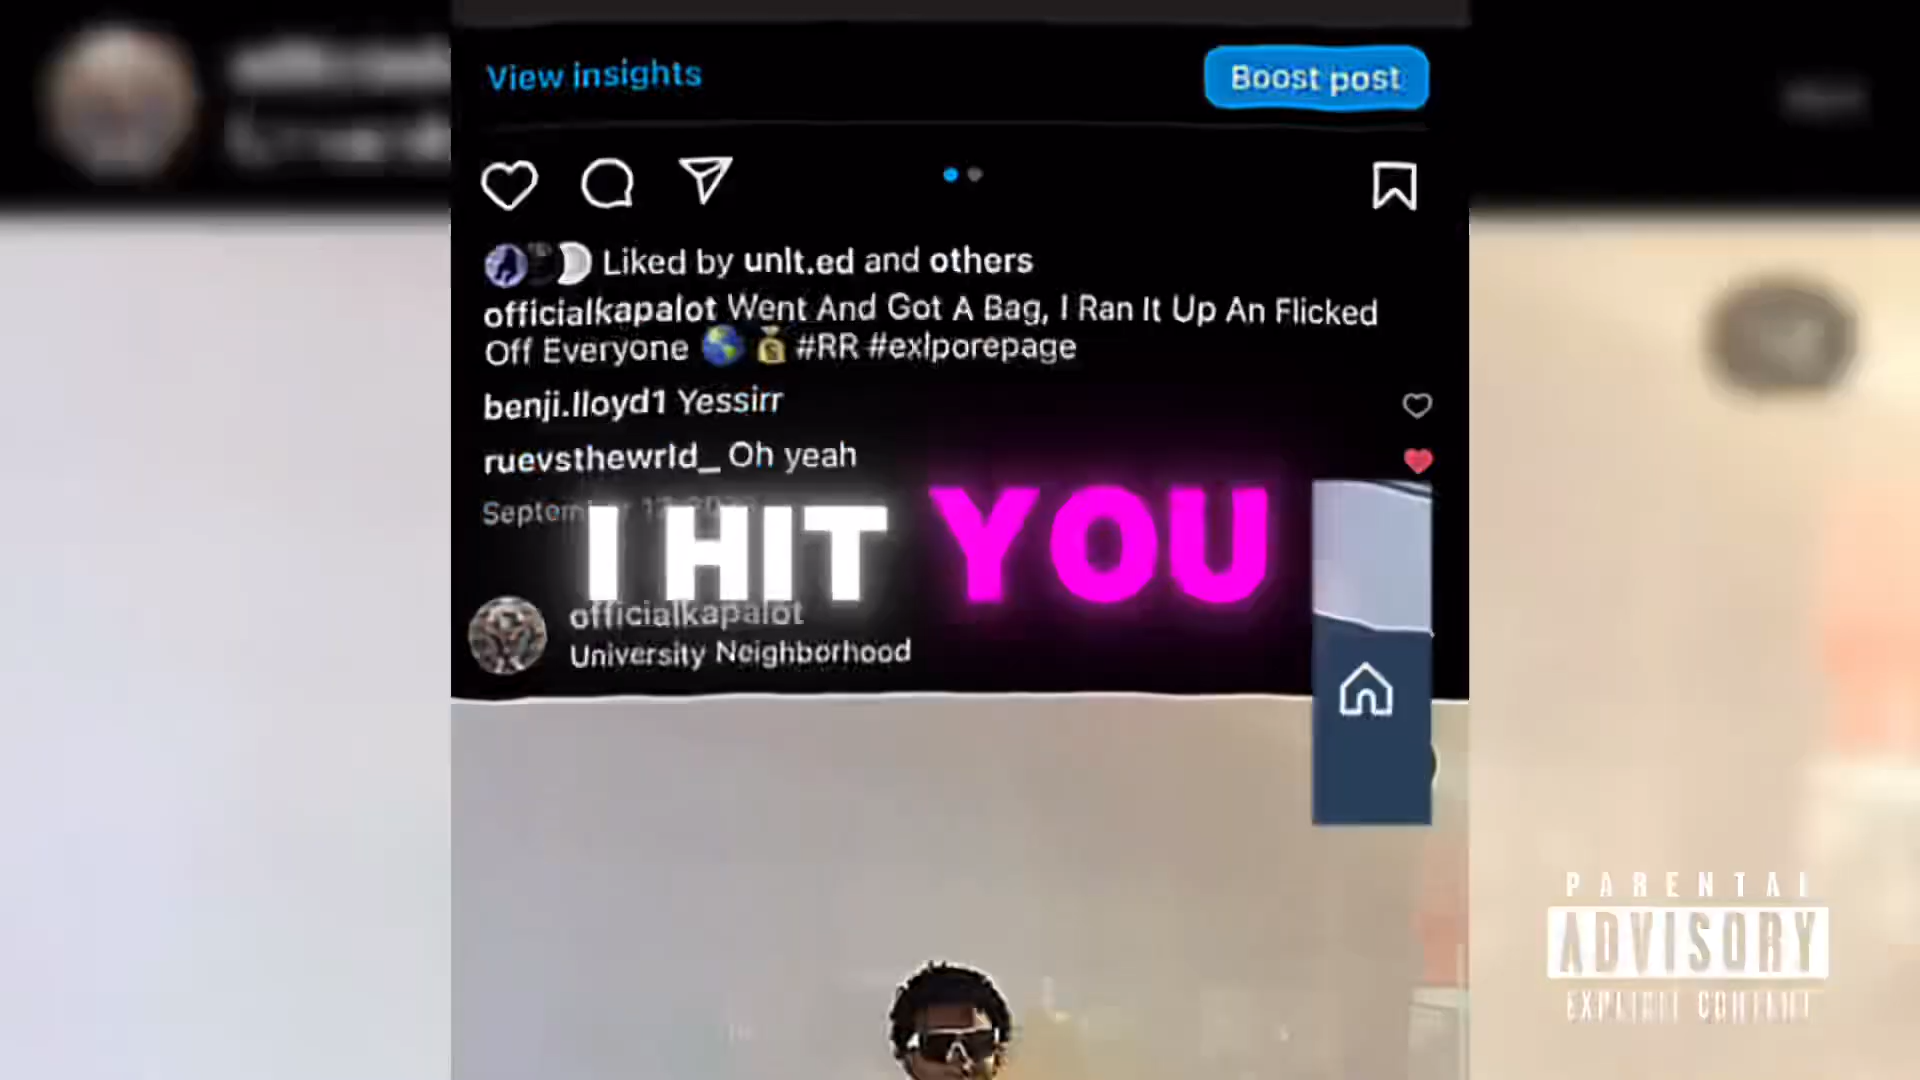 View insights
Boost post
Liked by unlt.ed and others
officialkapalot Went And Got A Bag, I Ran It Up An Flicked
Off Everyone 🌎 💰 #RR #exlporepage
benji.lloyd1 Yessirr
ruevsthewrld_ Oh yeah
September
I HIT YOU
officialkapalot
University Neighborhood
PARENTAL
ADVISORY
EXPLICIT CONTENT